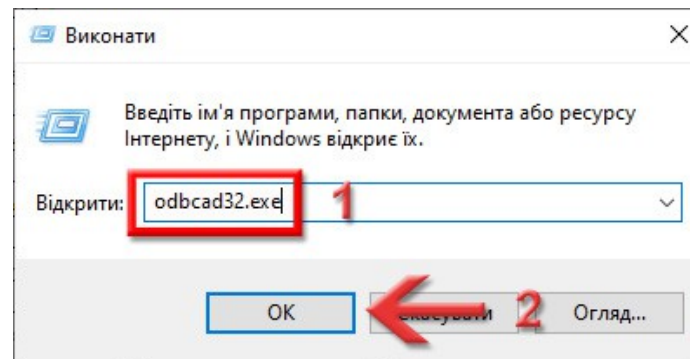 Виконати
Введіть ім'я програми, папки, документа або ресурсу
Інтернету, і Windows відкриє їх.
Відкрити: odbcad32.exe 1
OK Скасувати 2 Огляд...